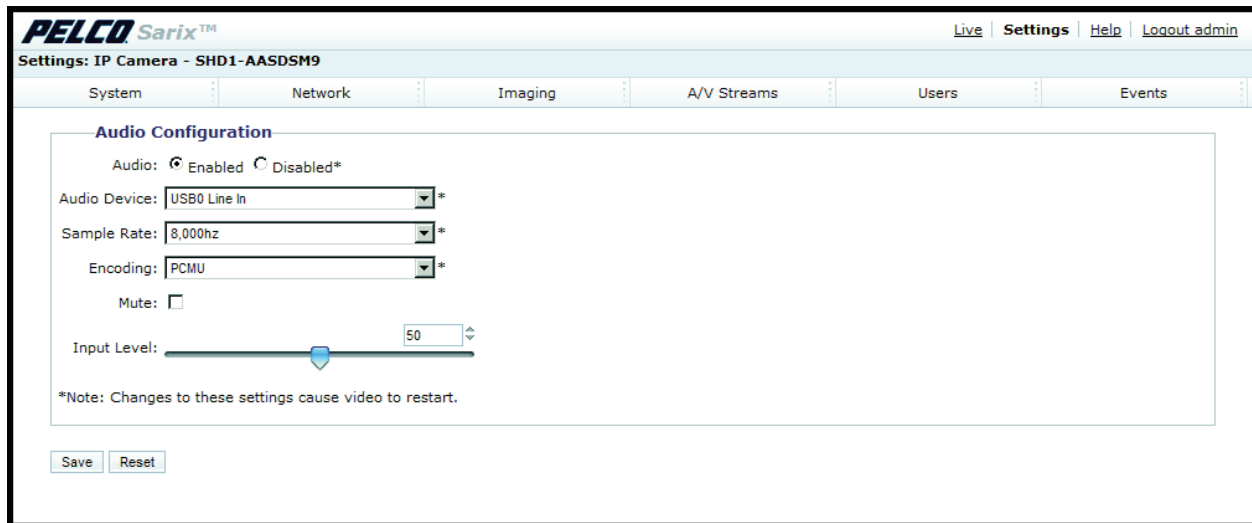 PELCO Sarix™
Live | Settings | Help | Logout admin
Settings: IP Camera - SHD1-AASDSM9
System Network Imaging A/V Streams Users Events
Audio Configuration
Audio: Enabled Disabled*
Audio Device: USB0 Line In *
Sample Rate: 8,000hz *
Encoding: PCMU *
Mute:
50
Input Level:
*Note: Changes to these settings cause video to restart.
Save Reset